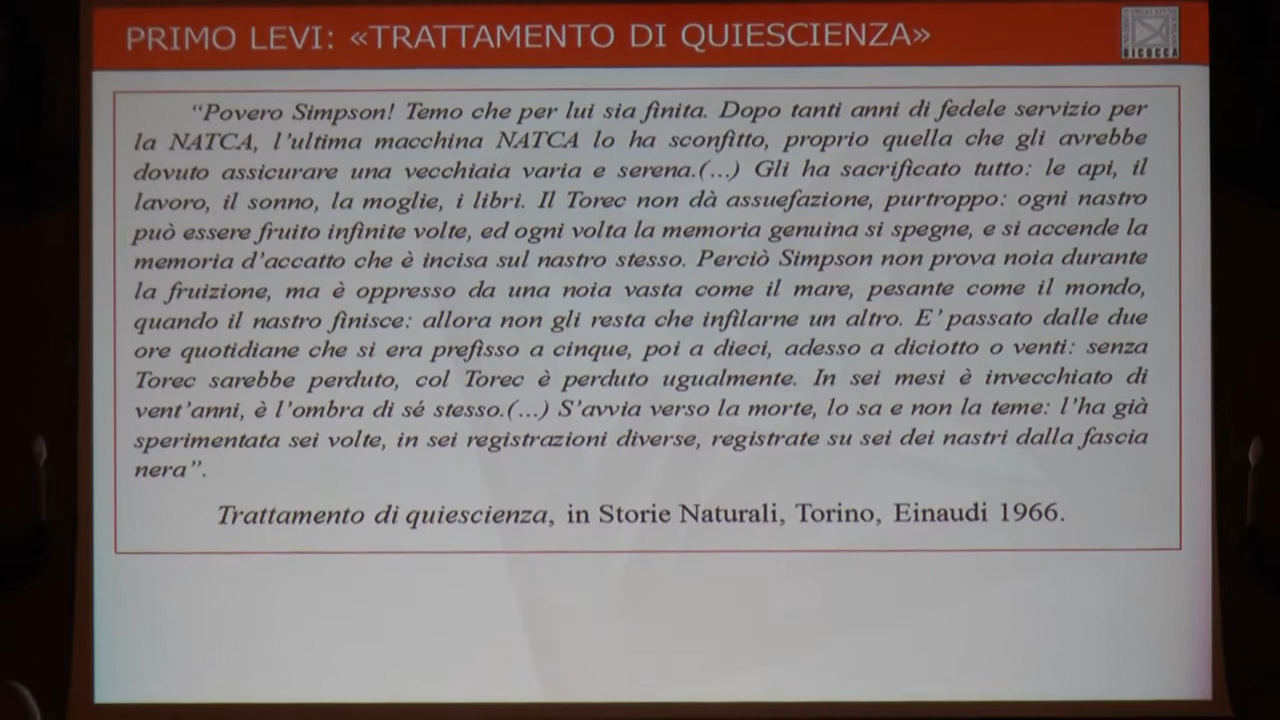 PRIMO LEVI: «TRATTAMENTO DI QUIESCIENZA»
BICOCCA
“Povero Simpson! Temo che per lui sia finita. Dopo tanti anni di fedele servizio per
la NATCA, l’ultima macchina NATCA lo ha sconfitto, proprio quella che gli avrebbe
dovuto assicurare una vecchiaia varia e serena.(…) Gli ha sacrificato tutto: le api, il
lavoro, il sonno, la moglie, i libri. Il Torec non dà assuefazione, purtroppo: ogni nastro
può essere fruito infinite volte, ed ogni volta la memoria genuina si spegne, e si accende la
memoria d’accatto che è incisa sul nastro stesso. Perciò Simpson non prova noia durante
la fruizione, ma è oppresso da una noia vasta come il mare, pesante come il mondo,
quando il nastro finisce: allora non gli resta che infilarne un altro. E’ passato dalle due
ore quotidiane che si era prefisso a cinque, poi a dieci, adesso a diciotto o venti: senza
Torec sarebbe perduto, col Torec è perduto ugualmente. In sei mesi è invecchiato di
vent’anni, è l’ombra di sé stesso.(…) S’avvia verso la morte, lo sa e non la teme: l’ha già
sperimentata sei volte, in sei registrazioni diverse, registrate su sei dei nastri dalla fascia
nera”.
Trattamento di quiescienza, in Storie Naturali, Torino, Einaudi 1966.